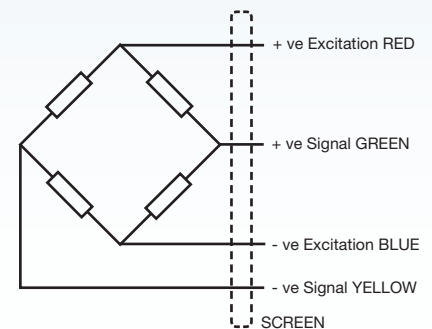 + ve Excitation RED
+ ve Signal GREEN
- ve Excitation BLUE
- ve Signal YELLOW
SCREEN